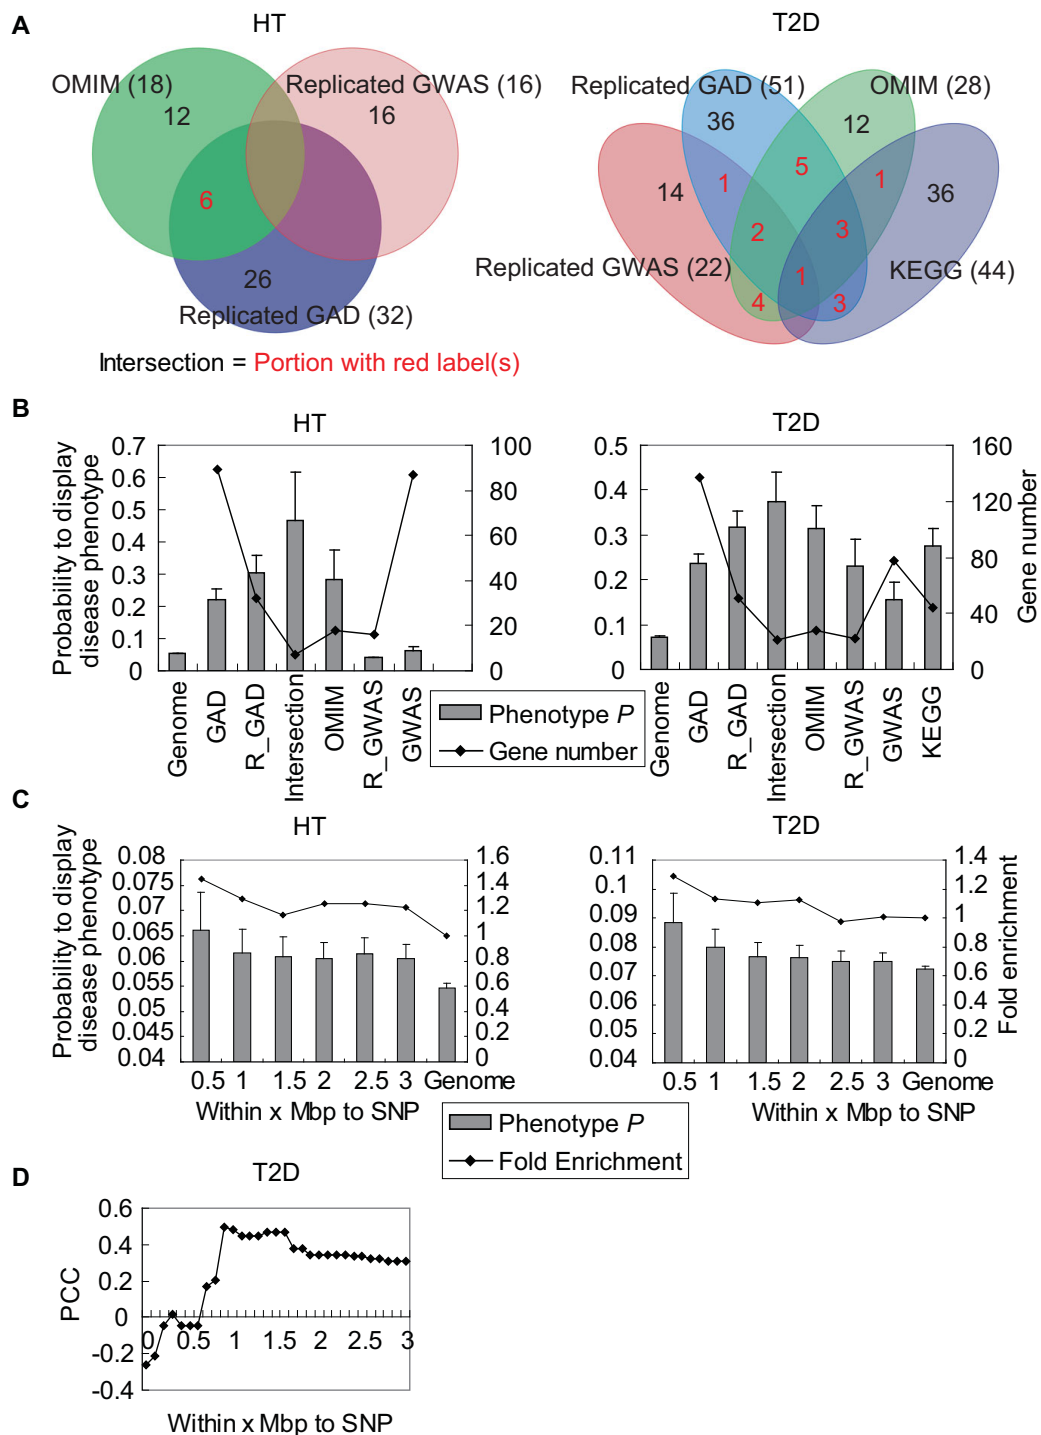 A
HT
T2D
OMIM (18)
Replicated GWAS (16)
12
16
6
26
Replicated GAD (32)
Replicated GAD (51)
OMIM (28)
36
12
5
1
1
14
36
2
3
Replicated GWAS (22)
1
KEGG (44)
4
3
Intersection = Portion with red label(s)
B
HT
Probability to display
disease phenotype
0.7
0.6
0.5
0.4
0.3
0.2
0.1
0
100
80
60
40
20
0
Genome
GAD
R_GAD
Intersection
OMIM
R_GWAS
GWAS
T2D
0.5
0.4
0.3
0.2
0.1
0
160
120
80
40
0
Gene number
Genome
GAD
R_GAD
Intersection
OMIM
R_GWAS
GWAS
KEGG
Phenotype P
Gene number
C
HT
Probability to display
disease phenotype
0.08
0.075
0.07
0.065
0.06
0.055
0.05
0.045
0.04
1.6
1.4
1.2
1
0.8
0.6
0.4
0.2
0
0.5 1 1.5 2 2.5 3 Genome
Within x Mbp to SNP
T2D
0.11
0.1
0.09
0.08
0.07
0.06
0.05
0.04
1.4
1.2
1
0.8
0.6
0.4
0.2
0
Fold enrichment
0.5 1 1.5 2 2.5 3 Genome
Within x Mbp to SNP
Phenotype P
Fold Enrichment
D
T2D
PCC
0.6
0.4
0.2
0
-0.2
-0.4
0 0.5 1 1.5 2 2.5 3
Within x Mbp to SNP